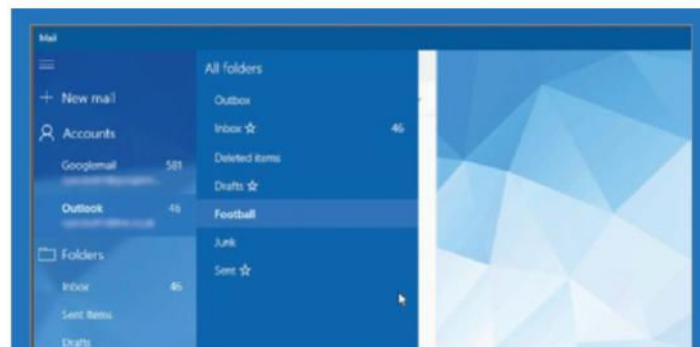 Mail
New mail
Accounts
Googlemail 581
Outlook 46
Folders
Inbox 46
Sent Items
Drafts
All folders
Outbox
Inbox 46
Deleted items
Drafts
Football
Junk
Sent